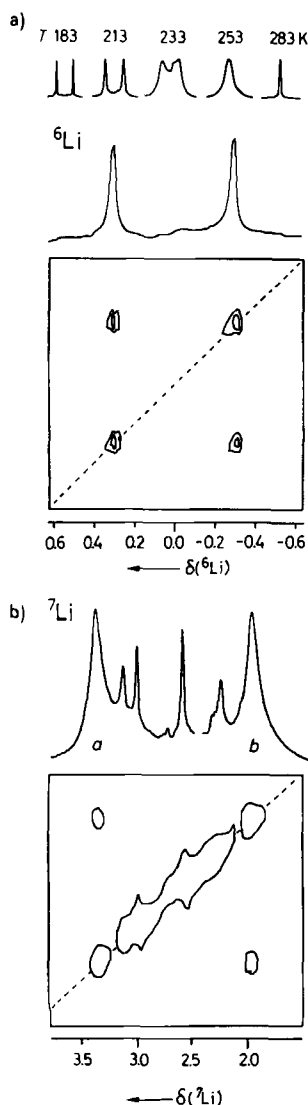 a)
T 183 213 233 253 283 K
⁶Li
0.6 0.4 0.2 0.0 -0.2 -0.4 -0.6
← δ(⁶Li)
b) ⁷Li
a b
3.5 3.0 2.5 2.0
← δ(⁷Li)